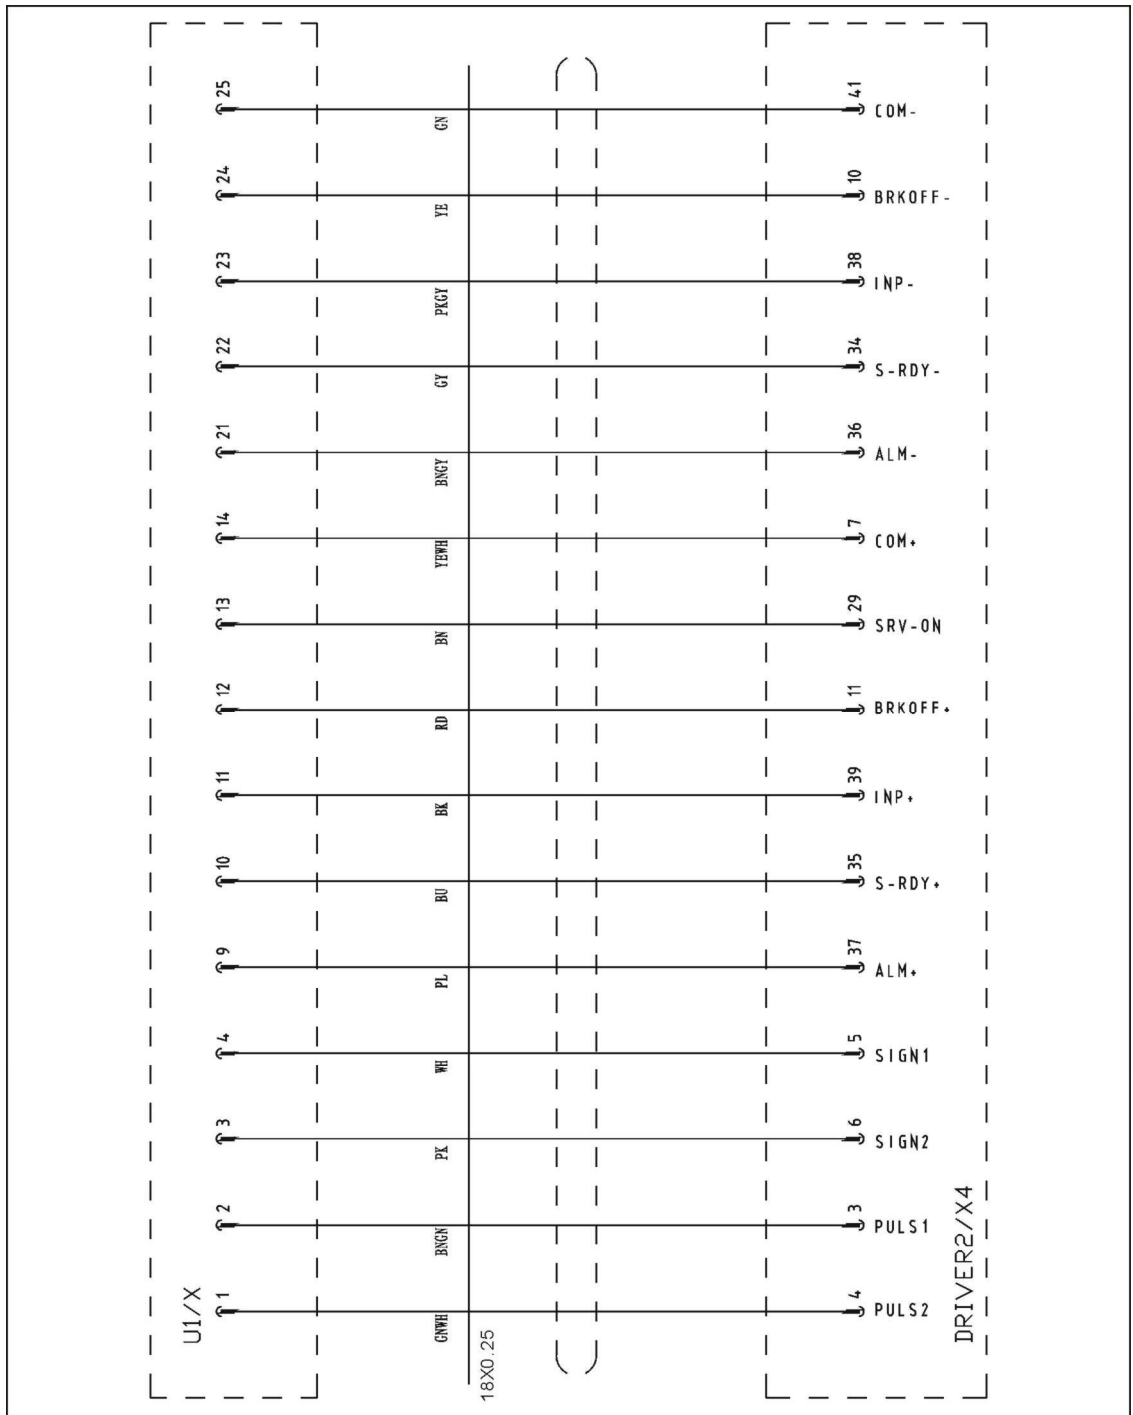 25 GN 41 COM-
24 YE 10 BRKOFF-
23 PKGY 38 INP-
22 GY 34 S-RDY-
21 BNGY 36 ALM-
14 YEWH 7 COM+
13 BN 29 SRV-ON
12 RD 11 BRKOFF+
11 BK 39 INP+
10 BU 35 S-RDY+
9 PL 37 ALM+
4 WH 5 SIGN1
3 PK 6 SIGN2
2 BNGN 3 PULS1
1 GNWH 4 PULS2
U1/X
18X0.25
DRIVER2/X4